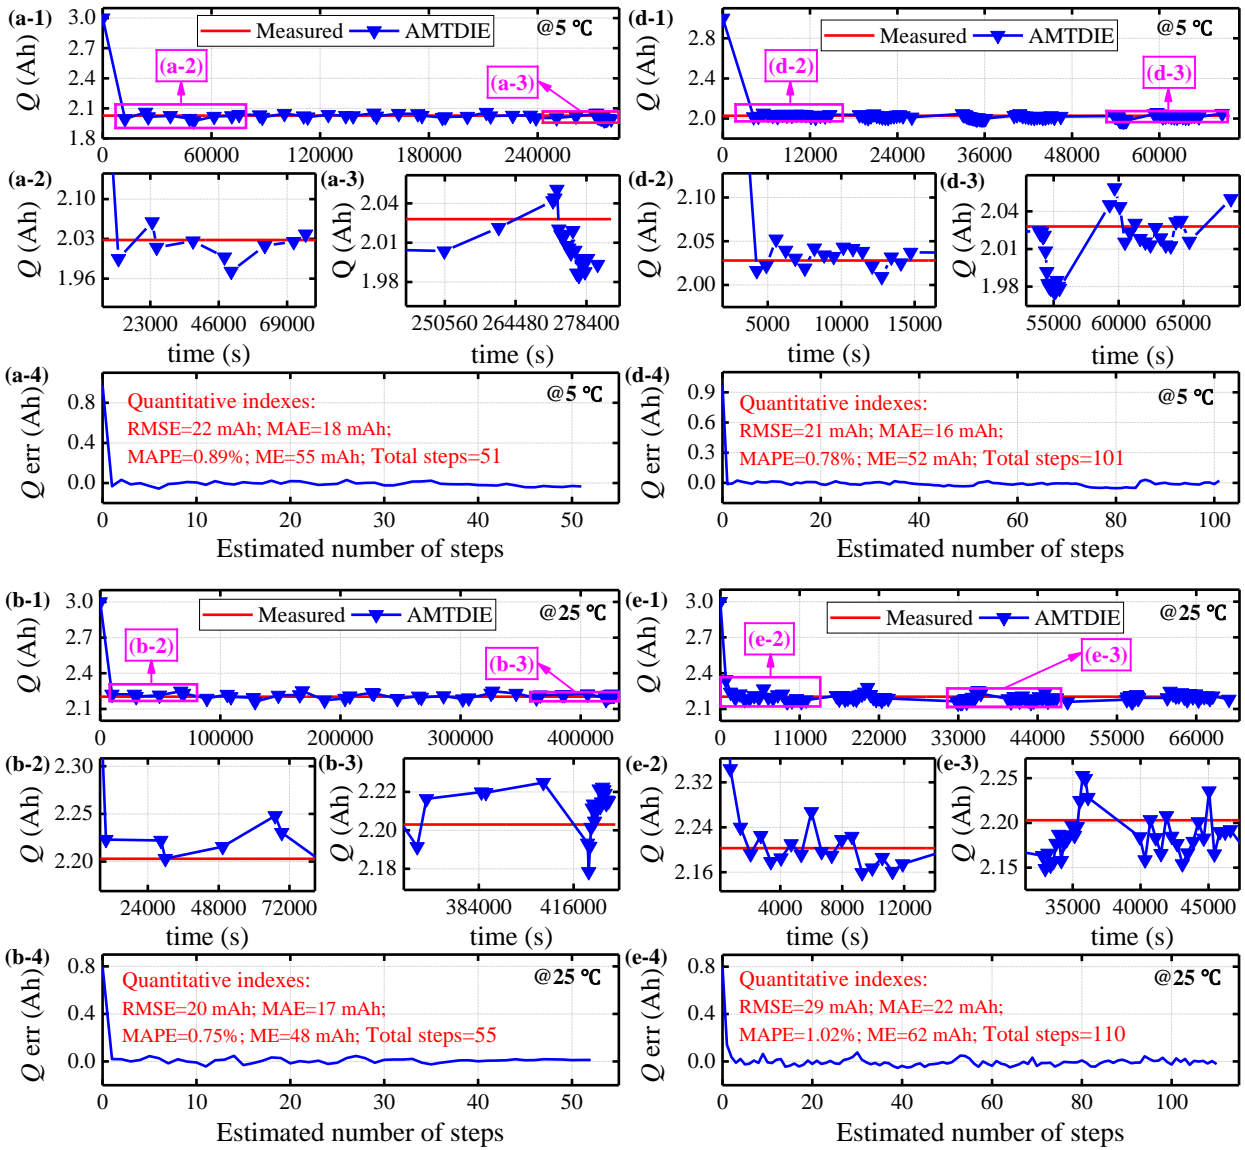 (a-1)
3.0
2.7
2.4
2.1
1.8
Q (Ah)
Measured
AMTDIE
@5 ℃
(a-2)
(a-3)
0
60000
120000
180000
240000
(d-1)
2.8
2.4
2.0
Q (Ah)
Measured
AMTDIE
@5 ℃
(d-2)
(d-3)
0
12000
24000
36000
48000
60000
(a-2)
2.10
2.03
1.96
Q (Ah)
23000
46000
69000
time (s)
(a-3)
2.04
2.01
1.98
Q (Ah)
250560
264480
278400
time (s)
(d-2)
2.10
2.05
2.00
Q (Ah)
5000
10000
15000
time (s)
(d-3)
2.04
2.01
1.98
Q (Ah)
55000
60000
65000
time (s)
(a-4)
0.8
0.4
0.0
Q err (Ah)
@5 ℃
Quantitative indexes:
RMSE=22 mAh; MAE=18 mAh;
MAPE=0.89%; ME=55 mAh; Total steps=51
0
10
20
30
40
50
Estimated number of steps
(d-4)
0.9
0.6
0.3
0.0
Q err (Ah)
@5 ℃
Quantitative indexes:
RMSE=21 mAh; MAE=16 mAh;
MAPE=0.78%; ME=52 mAh; Total steps=101
0
20
40
60
80
100
Estimated number of steps
(b-1)
3.0
2.7
2.4
2.1
Q (Ah)
Measured
AMTDIE
@25 ℃
(b-2)
(b-3)
0
100000
200000
300000
400000
(e-1)
3.0
2.7
2.4
2.1
Q (Ah)
Measured
AMTDIE
@25 ℃
(e-2)
(e-3)
0
11000
22000
33000
44000
55000
66000
(b-2)
2.30
2.25
2.20
Q (Ah)
24000
48000
72000
time (s)
(b-3)
2.22
2.20
2.18
Q (Ah)
384000
416000
time (s)
(e-2)
2.32
2.24
2.16
Q (Ah)
4000
8000
12000
time (s)
(e-3)
2.25
2.20
2.15
Q (Ah)
35000
40000
45000
time (s)
(b-4)
0.8
0.4
0.0
Q err (Ah)
@25 ℃
Quantitative indexes:
RMSE=20 mAh; MAE=17 mAh;
MAPE=0.75%; ME=48 mAh; Total steps=55
0
10
20
30
40
50
Estimated number of steps
(e-4)
0.8
0.4
0.0
Q err (Ah)
@25 ℃
Quantitative indexes:
RMSE=29 mAh; MAE=22 mAh;
MAPE=1.02%; ME=62 mAh; Total steps=110
0
20
40
60
80
100
Estimated number of steps